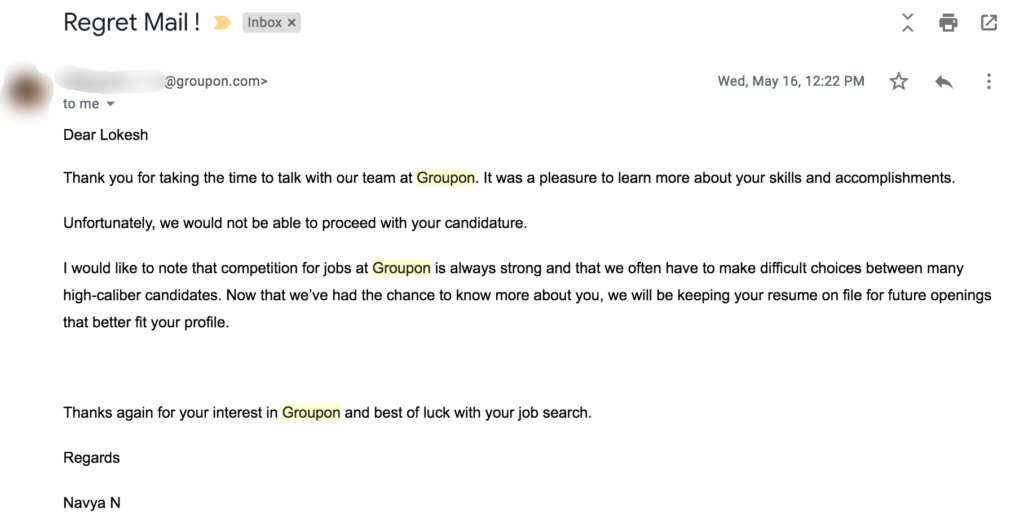 Regret Mail !
Inbox ×
@groupon.com>
Wed, May 16, 12:22 PM
to me
Dear Lokesh
Thank you for taking the time to talk with our team at Groupon. It was a pleasure to learn more about your skills and accomplishments.
Unfortunately, we would not be able to proceed with your candidature.
I would like to note that competition for jobs at Groupon is always strong and that we often have to make difficult choices between many
high-caliber candidates. Now that we’ve had the chance to know more about you, we will be keeping your resume on file for future openings
that better fit your profile.
Thanks again for your interest in Groupon and best of luck with your job search.
Regards
Navya N